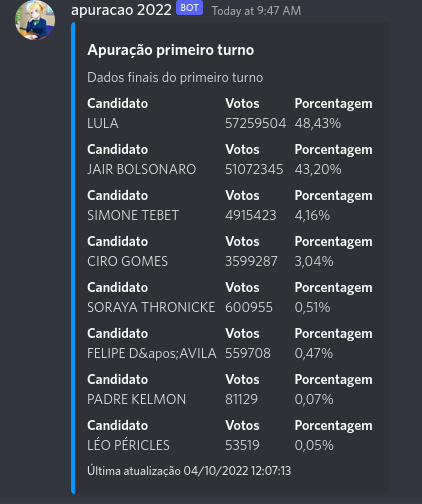 apuracao 2022 BOT Today at 9:47 AM
Apuração primeiro turno
Dados finais do primeiro turno
Candidato Votos Porcentagem
LULA 57259504 48,43%
Candidato Votos Porcentagem
JAIR BOLSONARO 51072345 43,20%
Candidato Votos Porcentagem
SIMONE TEBET 4915423 4,16%
Candidato Votos Porcentagem
CIRO GOMES 3599287 3,04%
Candidato Votos Porcentagem
SORAYA THRONICKE 600955 0,51%
Candidato Votos Porcentagem
FELIPE D&apos;AVILA 559708 0,47%
Candidato Votos Porcentagem
PADRE KELMON 81129 0,07%
Candidato Votos Porcentagem
LÉO PÉRICLES 53519 0,05%
Última atualização 04/10/2022 12:07:13